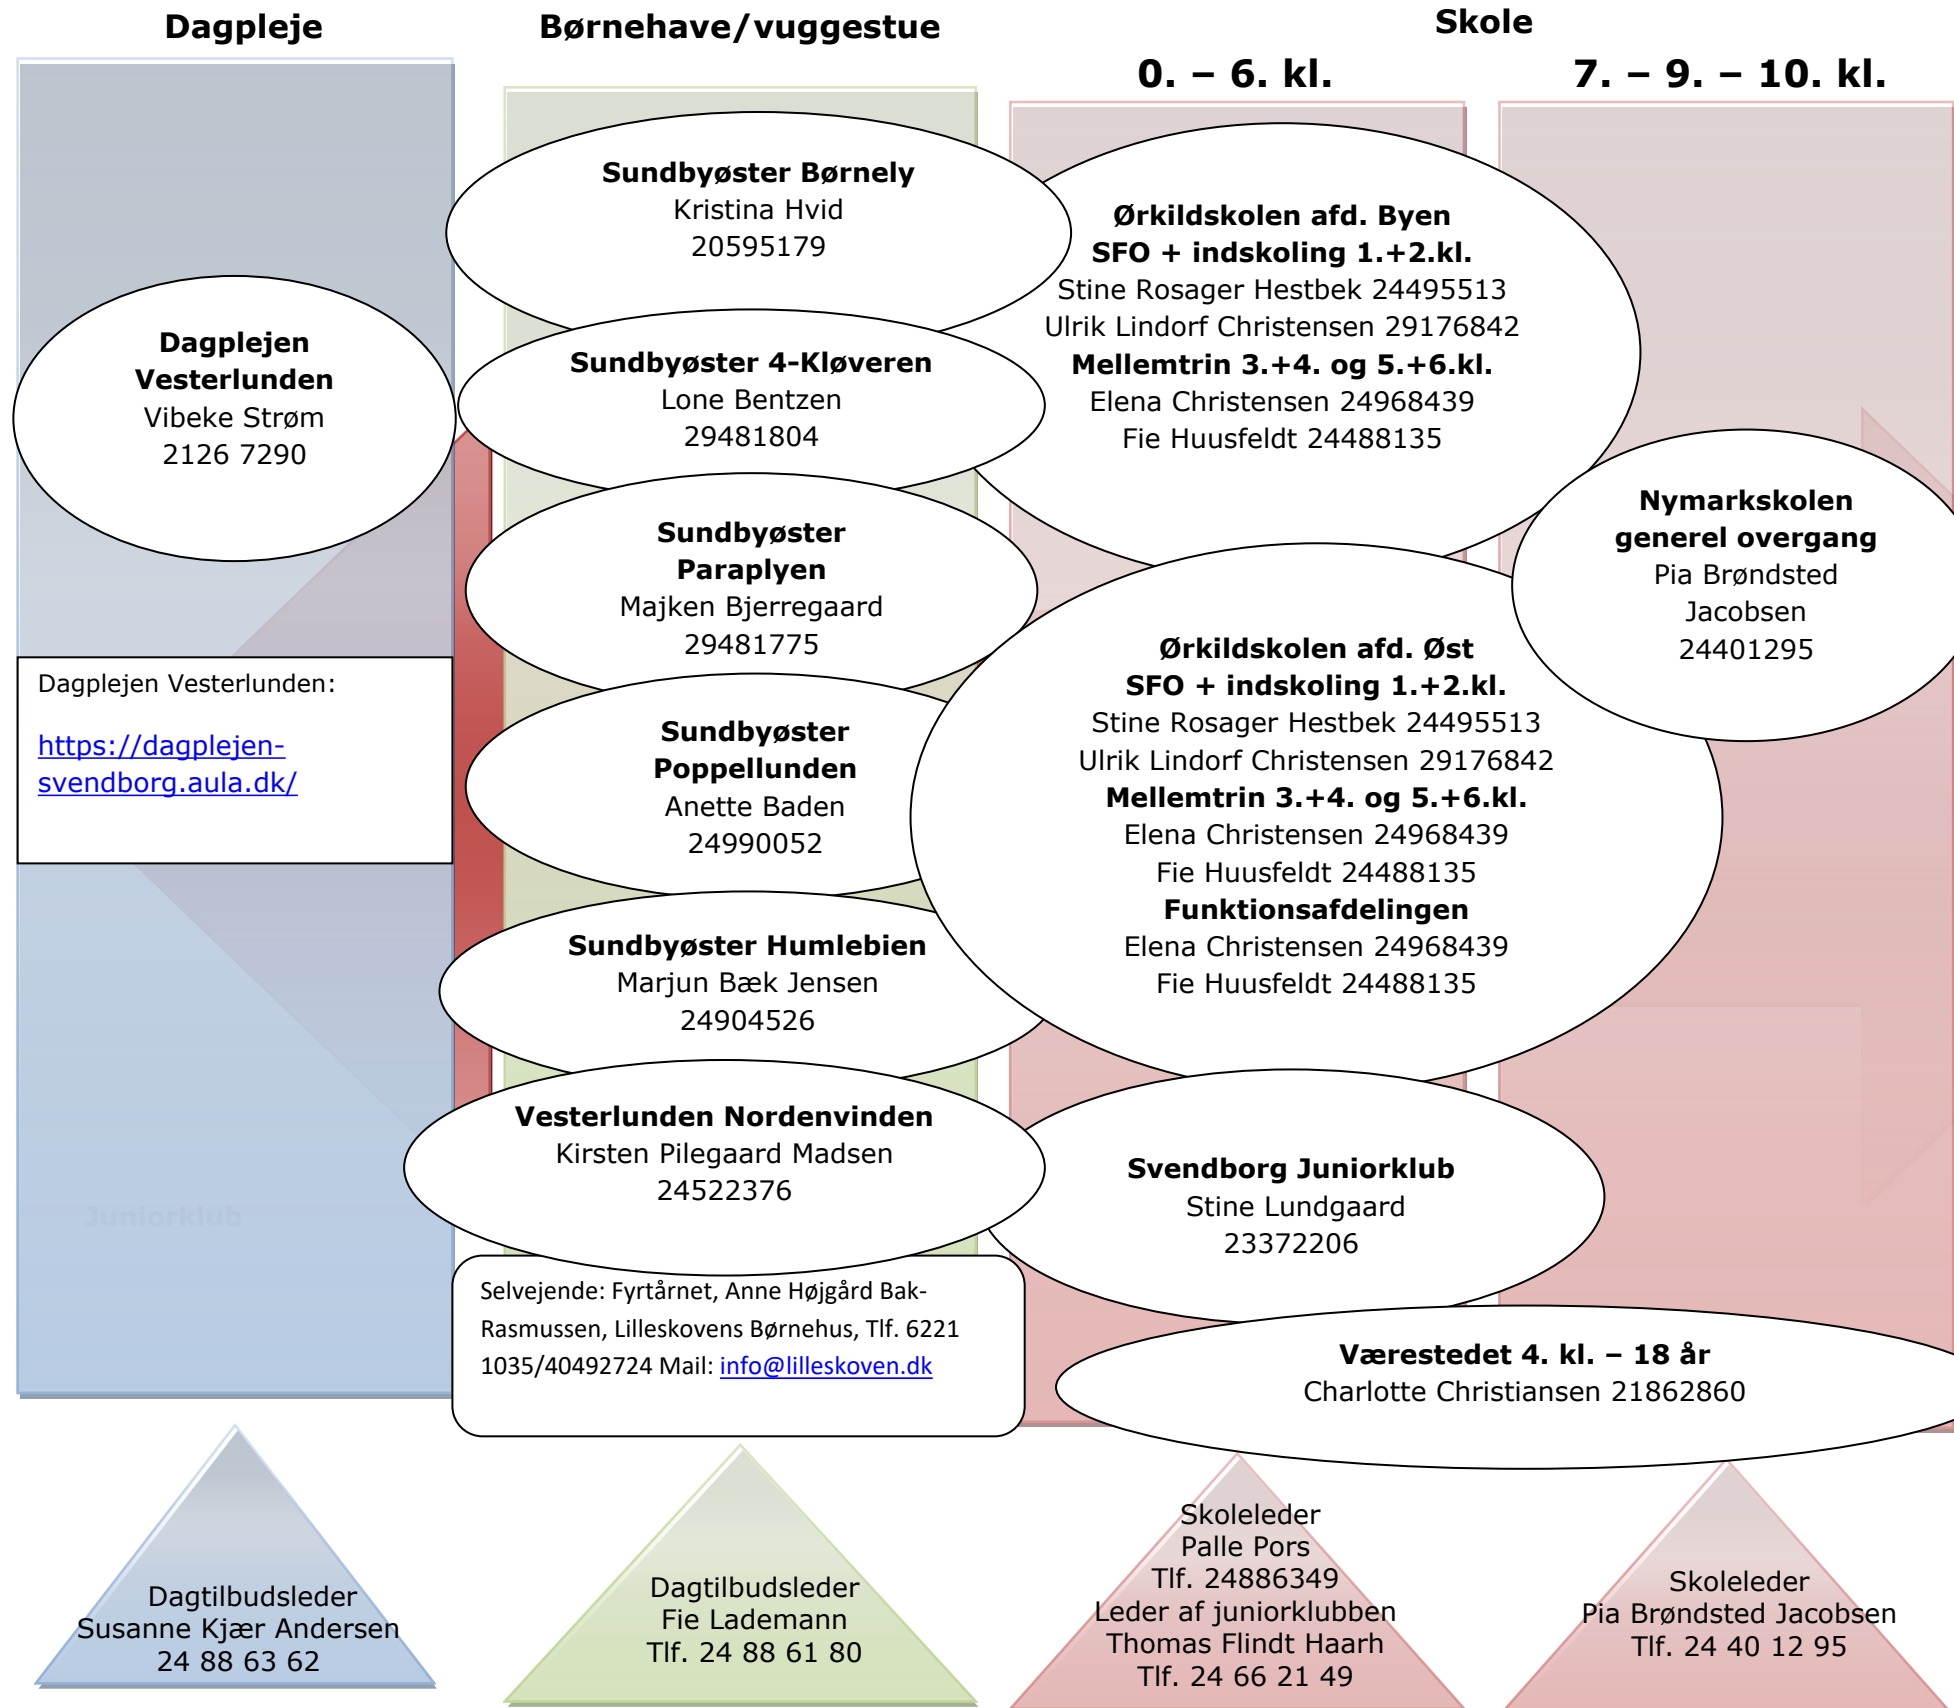 Dagpleje
Børnehave/vuggestue
Skole
0. – 6. kl.
7. – 9. – 10. kl.
Dagplejen
Vesterlunden
Vibeke Strøm
2126 7290
Dagplejen Vesterlunden:
https://dagplejen-
svendborg.aula.dk/
Juniorklub
Sundbyøster Børnely
Kristina Hvid
20595179
Sundbyøster 4-Kløveren
Lone Bentzen
29481804
Sundbyøster
Paraplyen
Majken Bjerregaard
29481775
Sundbyøster
Poppellunden
Anette Baden
24990052
Sundbyøster Humlebien
Marjun Bæk Jensen
24904526
Vesterlunden Nordenvinden
Kirsten Pilegaard Madsen
24522376
Selvejende: Fyrtårnet, Anne Højgård Bak-
Rasmussen, Lilleskovens Børnehus, Tlf. 6221
1035/40492724 Mail: info@lilleskoven.dk
Ørkildskolen afd. Byen
SFO + indskoling 1.+2.kl.
Stine Rosager Hestbek 24495513
Ulrik Lindorf Christensen 29176842
Mellemtrin 3.+4. og 5.+6.kl.
Elena Christensen 24968439
Fie Huusfeldt 24488135
Ørkildskolen afd. Øst
SFO + indskoling 1.+2.kl.
Stine Rosager Hestbek 24495513
Ulrik Lindorf Christensen 29176842
Mellemtrin 3.+4. og 5.+6.kl.
Elena Christensen 24968439
Fie Huusfeldt 24488135
Funktionsafdelingen
Elena Christensen 24968439
Fie Huusfeldt 24488135
Svendborg Juniorklub
Stine Lundgaard
23372206
Nymarkskolen
generel overgang
Pia Brøndsted
Jacobsen
24401295
Værestedet 4. kl. – 18 år
Charlotte Christiansen 21862860
Dagtilbudsleder
Susanne Kjær Andersen
24 88 63 62
Dagtilbudsleder
Fie Lademann
Tlf. 24 88 61 80
Skoleleder
Palle Pors
Tlf. 24886349
Leder af juniorklubben
Thomas Flindt Haarh
Tlf. 24 66 21 49
Skoleleder
Pia Brøndsted Jacobsen
Tlf. 24 40 12 95